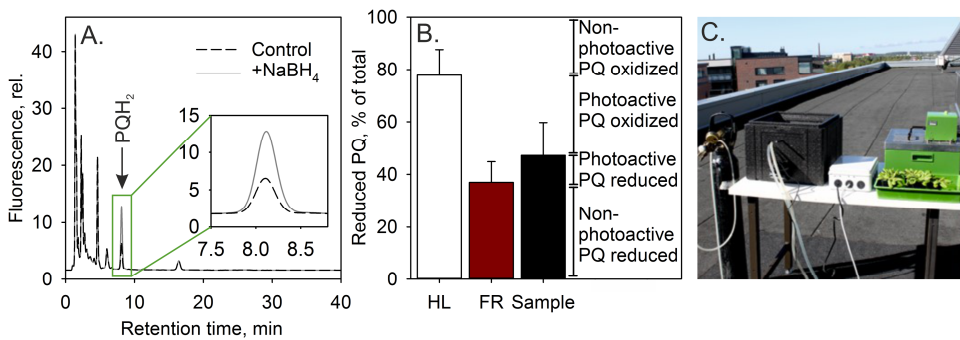 A.
Control
+NaBH4
PQH2
Fluorescence, rel.
40
30
20
10
0
15
10
5
0
7.5 8.0 8.5
0 10 20 30 40
Retention time, min
B.
Reduced PQ, % of total
100
80
60
40
20
0
Non-
photoactive
PQ oxidized
Photoactive
PQ oxidized
Photoactive
PQ reduced
Non-
photoactive
PQ reduced
HL FR Sample
C.